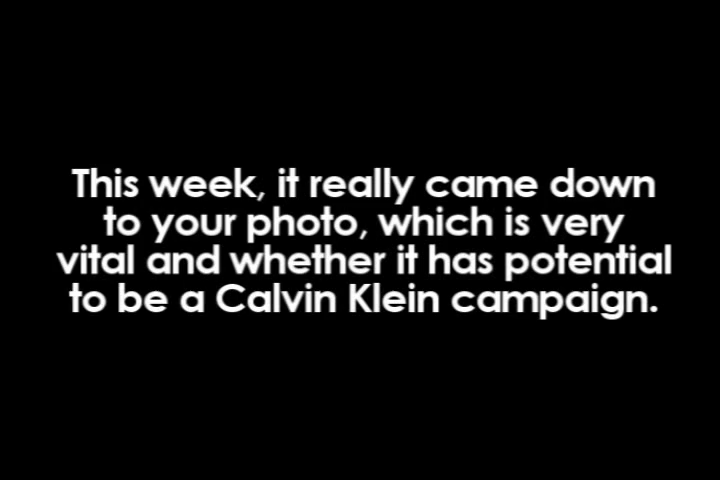 This week, it really came down
to your photo, which is very
vital and whether it has potential
to be a Calvin Klein campaign.